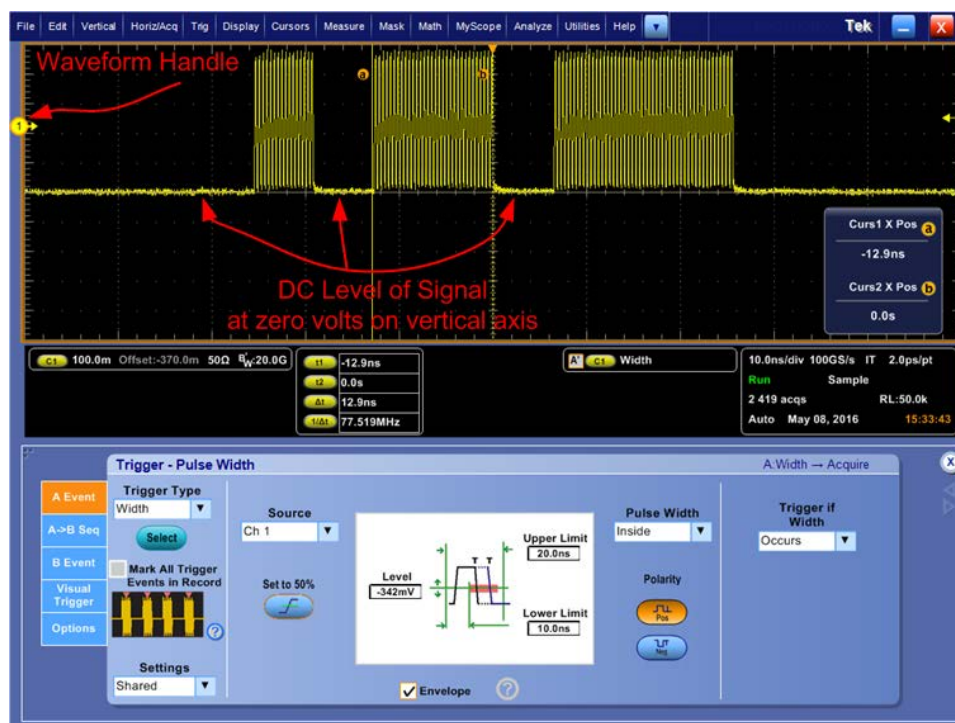 File Edit Vertical Horiz/Acq Trig Display Cursors Measure Mask Math MyScope Analyze Utilities Help Tek X
Waveform Handle
a b
1
Curs1 X Pos a
-12.9ns
Curs2 X Pos b
0.0s
DC Level of Signal
at zero volts on vertical axis
C1 100.0m Offset:-370.0m 50Ω BW:20.0G
t1 -12.9ns
t2 0.0s
Δt 12.9ns
1/Δt 77.519MHz
A' C1 Width
10.0ns/div 100GS/s IT 2.0ps/pt
Run Sample
2 419 acqs RL:50.0k
Auto May 08, 2016 15:33:43
Trigger - Pulse Width
A:Width → Acquire
X
A Event
A->B Seq
B Event
Visual
Trigger
Options
Trigger Type
Width
Select
Mark All Trigger
Events in Record
?
Settings
Shared
Source
Ch 1
Set to 50%
Level
-342mV
T T
Upper Limit
20.0ns
Lower Limit
10.0ns
Envelope
?
Pulse Width
Inside
Polarity
Pos
Neg
Trigger if
Width
Occurs